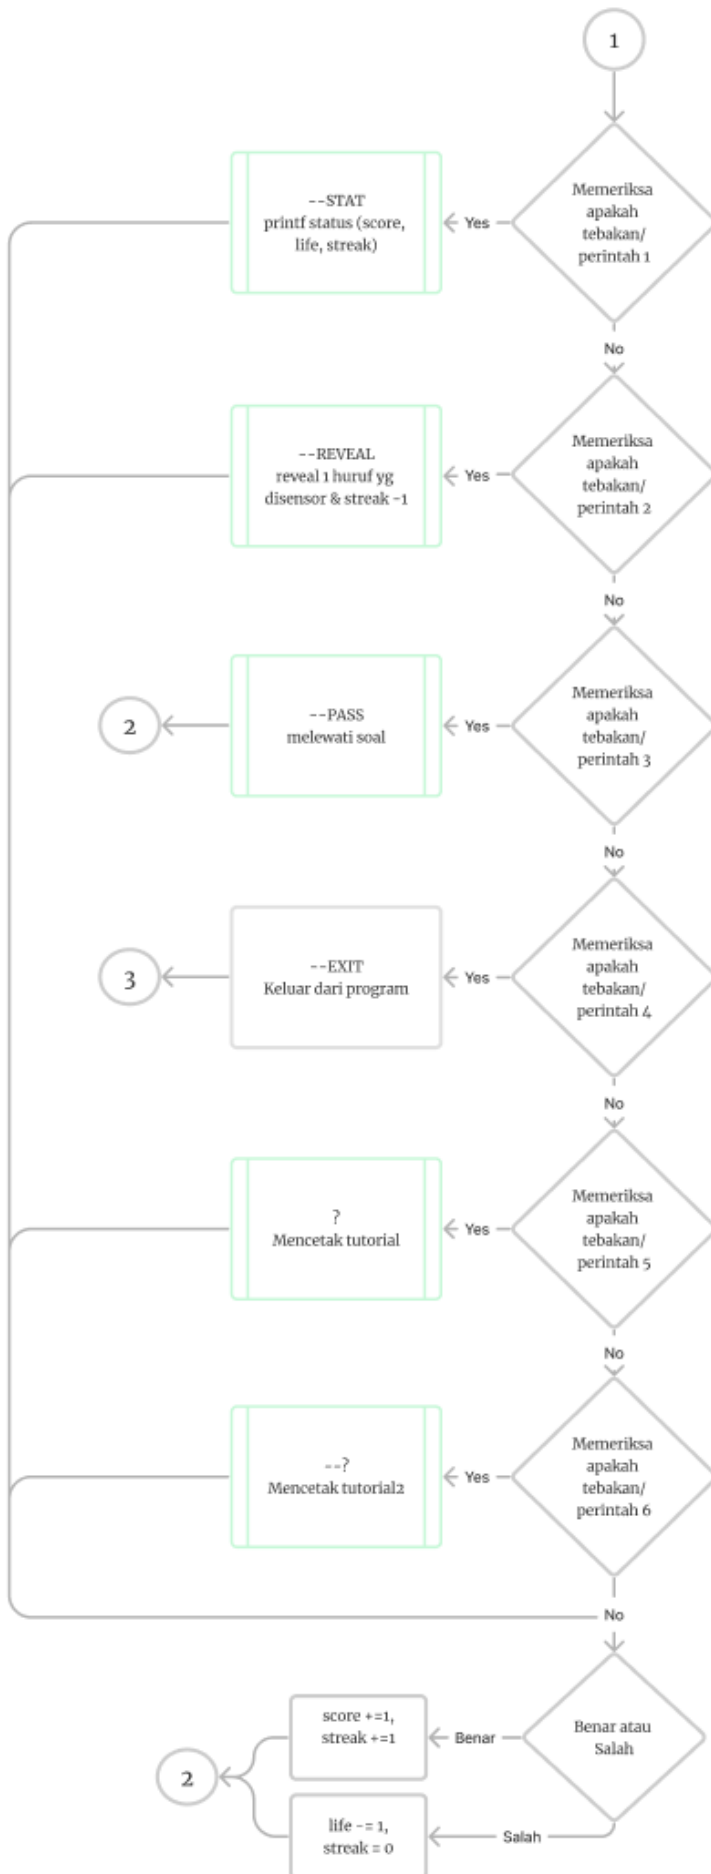 1
Memeriksa
apakah
tebakan/
perintah 1
Yes
--STAT
printf status (score,
life, streak)
No
Memeriksa
apakah
tebakan/
perintah 2
Yes
--REVEAL
reveal 1 huruf yg
disensor & streak -1
No
Memeriksa
apakah
tebakan/
perintah 3
Yes
--PASS
melewati soal
2
No
Memeriksa
apakah
tebakan/
perintah 4
Yes
--EXIT
Keluar dari program
3
No
Memeriksa
apakah
tebakan/
perintah 5
Yes
?
Mencetak tutorial
No
Memeriksa
apakah
tebakan/
perintah 6
Yes
--?
Mencetak tutorial2
No
Benar atau
Salah
Benar
score +=1,
streak +=1
Salah
life -= 1,
streak = 0
2